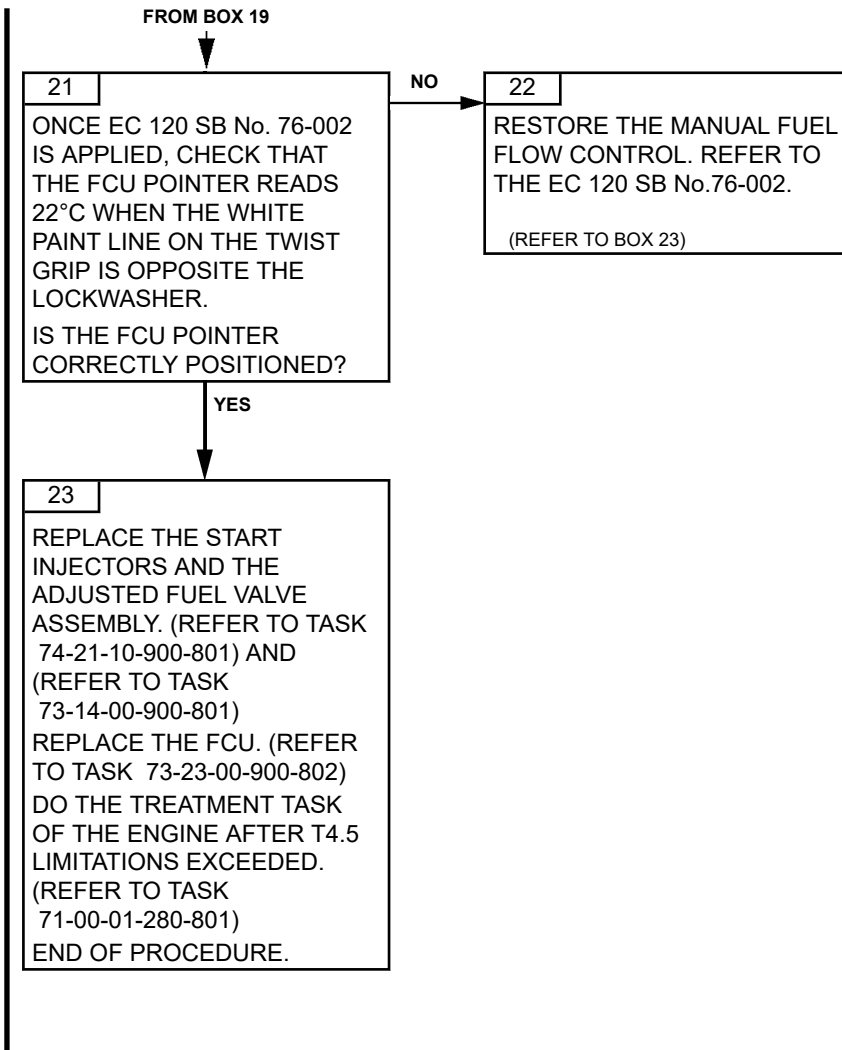 FROM BOX 19
21
ONCE EC 120 SB No. 76-002
IS APPLIED, CHECK THAT
THE FCU POINTER READS
22°C WHEN THE WHITE
PAINT LINE ON THE TWIST
GRIP IS OPPOSITE THE
LOCKWASHER.
IS THE FCU POINTER
CORRECTLY POSITIONED?
NO
22
RESTORE THE MANUAL FUEL
FLOW CONTROL. REFER TO
THE EC 120 SB No.76-002.
(REFER TO BOX 23)
YES
23
REPLACE THE START
INJECTORS AND THE
ADJUSTED FUEL VALVE
ASSEMBLY. (REFER TO TASK
74-21-10-900-801) AND
(REFER TO TASK
73-14-00-900-801)
REPLACE THE FCU. (REFER
TO TASK 73-23-00-900-802)
DO THE TREATMENT TASK
OF THE ENGINE AFTER T4.5
LIMITATIONS EXCEEDED.
(REFER TO TASK
71-00-01-280-801)
END OF PROCEDURE.